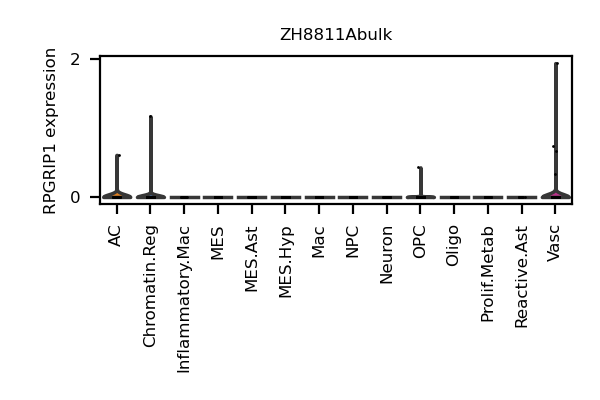 ZH8811Abulk
RPGRIP1 expression
2
0
AC
Chromatin.Reg
Inflammatory.Mac
MES
MES.Ast
MES.Hyp
Mac
NPC
Neuron
OPC
Oligo
Prolif.Metab
Reactive.Ast
Vasc